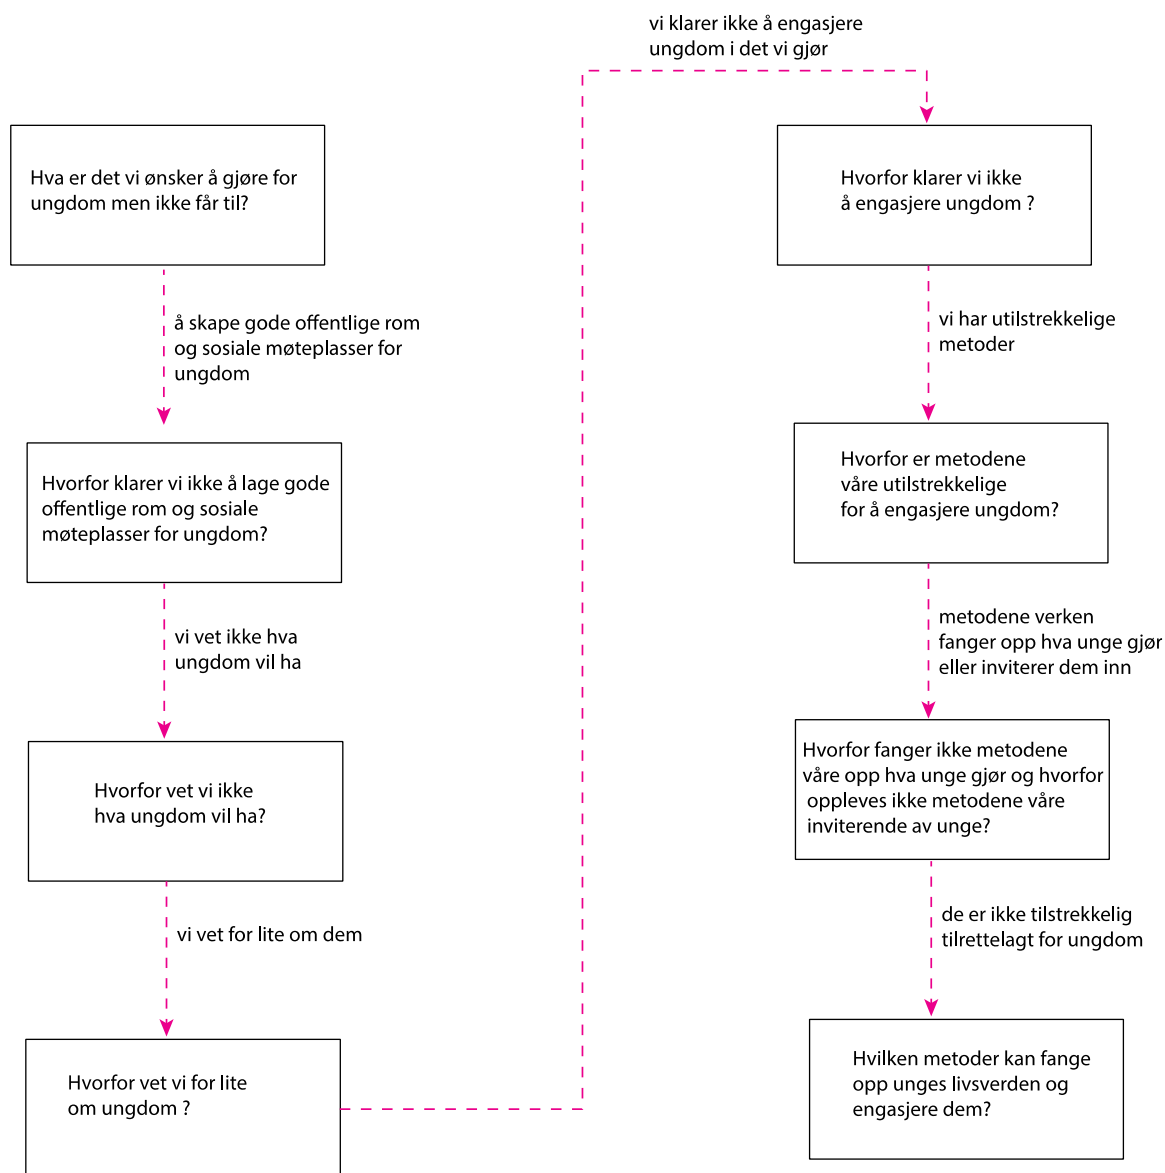 Hva er det vi ønsker å gjøre for
ungdom men ikke får til?
å skape gode offentlige rom
og sosiale møteplasser for
ungdom
Hvorfor klarer vi ikke å lage gode
offentlige rom og sosiale
møteplasser for ungdom?
vi vet ikke hva
ungdom vil ha
Hvorfor vet vi ikke
hva ungdom vil ha?
vi vet for lite om dem
Hvorfor vet vi for lite
om ungdom ?
vi klarer ikke å engasjere
ungdom i det vi gjør
Hvorfor klarer vi ikke
å engasjere ungdom ?
vi har utilstrekkelige
metoder
Hvorfor er metodene
våre utilstrekkelige
for å engasjere ungdom?
metodene verken
fanger opp hva unge gjør
eller inviterer dem inn
Hvorfor fanger ikke metodene
våre opp hva unge gjør og hvorfor
oppleves ikke metodene våre
inviterende av unge?
de er ikke tilstrekkelig
tilrettelagt for ungdom
Hvilken metoder kan fange
opp unges livsverden og
engasjere dem?